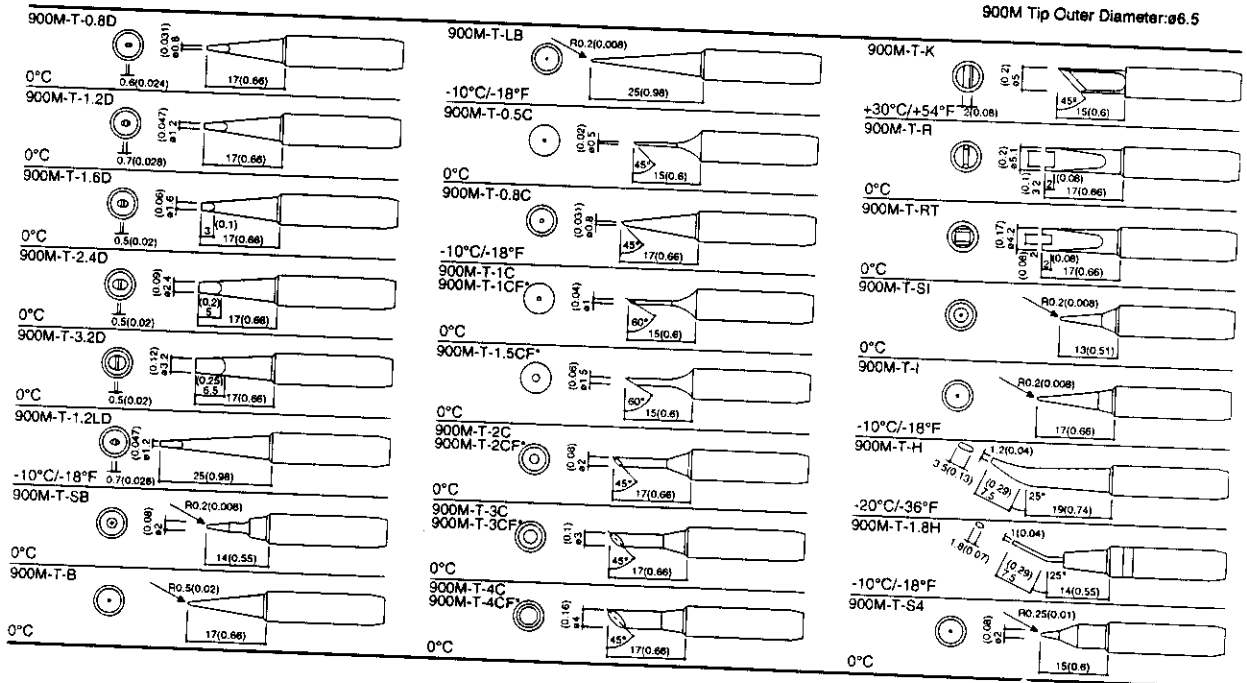 900M Tip Outer Diameter:ø6.5
900M-T-0.8D
(0.031)
ø0.8
0.6(0.024)
17(0.66)
0°C
900M-T-1.2D
(0.047)
ø1.2
0.7(0.028)
17(0.66)
0°C
900M-T-1.6D
(0.06)
ø1.6
(0.1)
3
0.5(0.02)
17(0.66)
0°C
900M-T-2.4D
(0.09)
ø2.4
(0.2)
5
0.5(0.02)
17(0.66)
0°C
900M-T-3.2D
(0.12)
ø3.2
(0.25)
6.5
0.5(0.02)
17(0.66)
0°C
900M-T-1.2LD
(0.047)
ø1.2
0.7(0.028)
25(0.98)
-10°C/-18°F
900M-T-SB
R0.2(0.008)
(0.08)
ø2
14(0.55)
0°C
900M-T-B
R0.5(0.02)
17(0.66)
0°C
900M-T-LB
R0.2(0.008)
25(0.98)
-10°C/-18°F
900M-T-0.5C
(0.02)
ø0.5
45°
15(0.6)
0°C
900M-T-0.8C
(0.031)
ø0.8
45°
17(0.66)
-10°C/-18°F
900M-T-1C
900M-T-1CF*
(0.04)
ø1
60°
15(0.6)
0°C
900M-T-1.5CF*
(0.06)
ø1.5
60°
15(0.6)
0°C
900M-T-2C
900M-T-2CF*
(0.08)
ø2
45°
17(0.66)
0°C
900M-T-3C
900M-T-3CF*
(0.1)
ø3
45°
17(0.66)
0°C
900M-T-4C
900M-T-4CF*
(0.16)
ø4
45°
17(0.66)
0°C
900M-T-K
(0.2)
ø5
45°
2(0.08)
15(0.6)
+30°C/+54°F
900M-T-R
(0.2)
ø5.1
(0.1)
3.2
(0.08)
2
17(0.66)
0°C
900M-T-RT
(0.17)
ø4.2
2
(0.08)
(0.08)
2
17(0.66)
0°C
900M-T-SI
R0.2(0.008)
13(0.51)
0°C
900M-T-I
R0.2(0.008)
17(0.66)
-10°C/-18°F
900M-T-H
1.2(0.04)
3.5(0.13)
(0.29)
7.5
25°
19(0.74)
-20°C/-36°F
900M-T-1.8H
1(0.04)
1.8(0.07)
(0.29)
7.5
25°
14(0.55)
-10°C/-18°F
900M-T-S4
R0.25(0.01)
(0.08)
ø2
15(0.6)
0°C